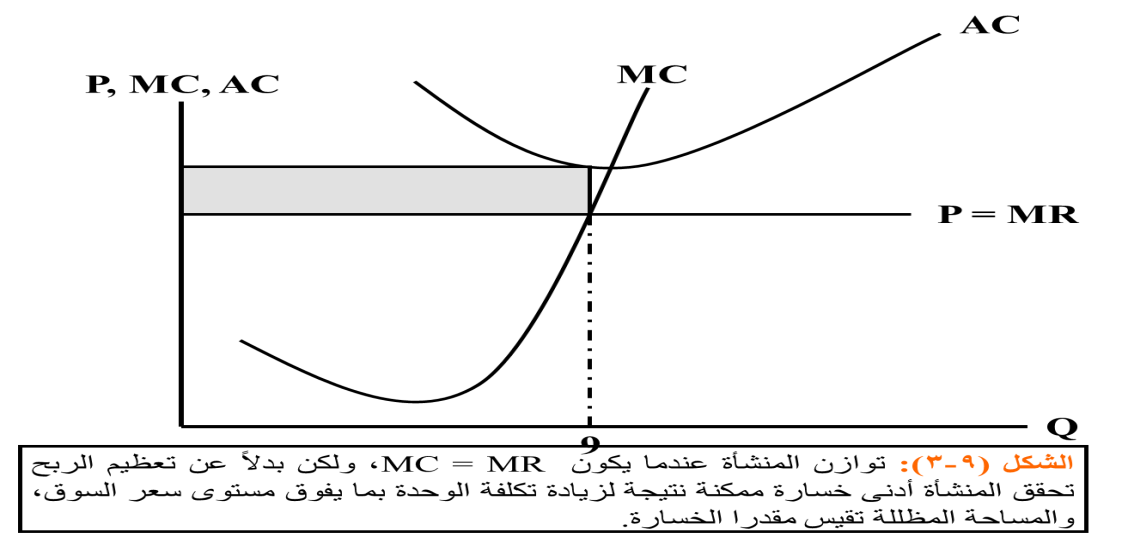 AC
MC
P, MC, AC
P = MR
Q
9
الشكل (٩-٣): توازن المنشأة عندما يكون MC = MR، ولكن بدلاً عن تعظيم الربح
تحقق المنشأة أدنى خسارة ممكنة نتيجة لزيادة تكلفة الوحدة بما يفوق مستوى سعر السوق،
والمساحة المظللة تقيس مقدرا الخسارة.